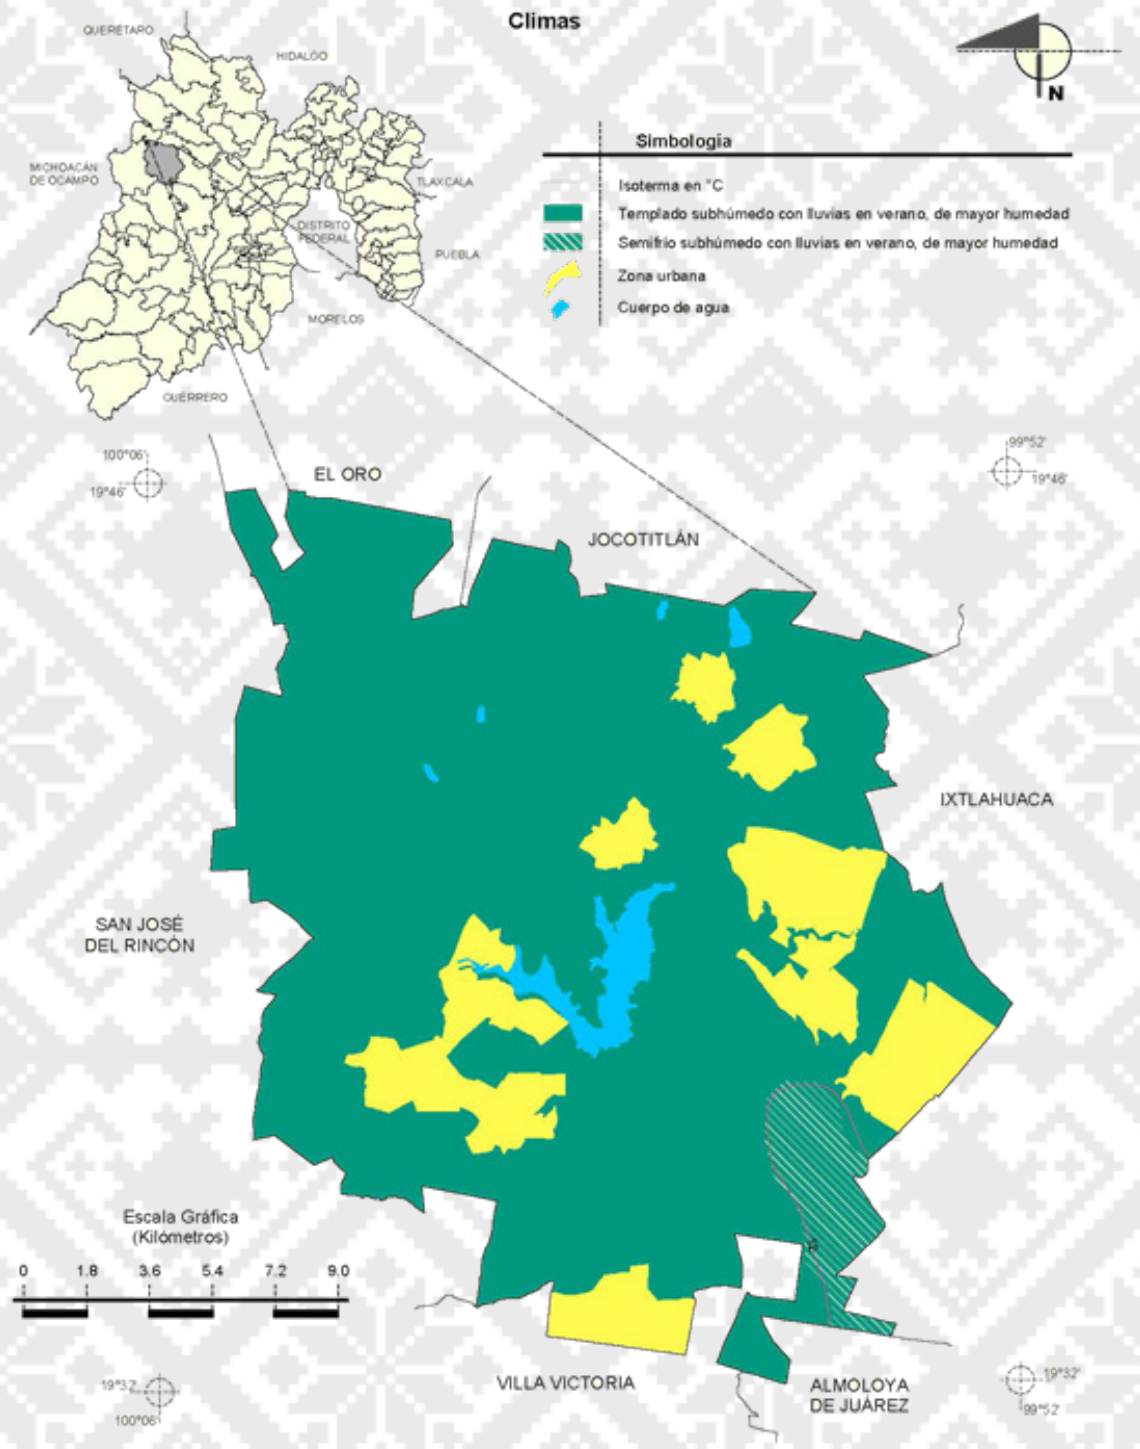 Climas
QUERÉTARO
HIDALGO
MICHOACÁN
DE OCAMPO
TLAXCALA
DISTRITO
FEDERAL
PUEBLA
MORELOS
GUERRERO
N
Simbología
Isoterma en °C
Templado subhúmedo con lluvias en verano, de mayor humedad
Semifrio subhúmedo con lluvias en verano, de mayor humedad
Zona urbana
Cuerpo de agua
100°06'
19°46'
99°52'
19°46'
EL ORO
JOCOTITLÁN
IXTLAHUACA
SAN JOSÉ
DEL RINCÓN
Escala Gráfica
(Kilómetros)
0 1.8 3.6 5.4 7.2 9.0
19°32'
100°06'
VILLA VICTORIA
ALMOLOYA
DE JUÁREZ
19°32'
99°52'